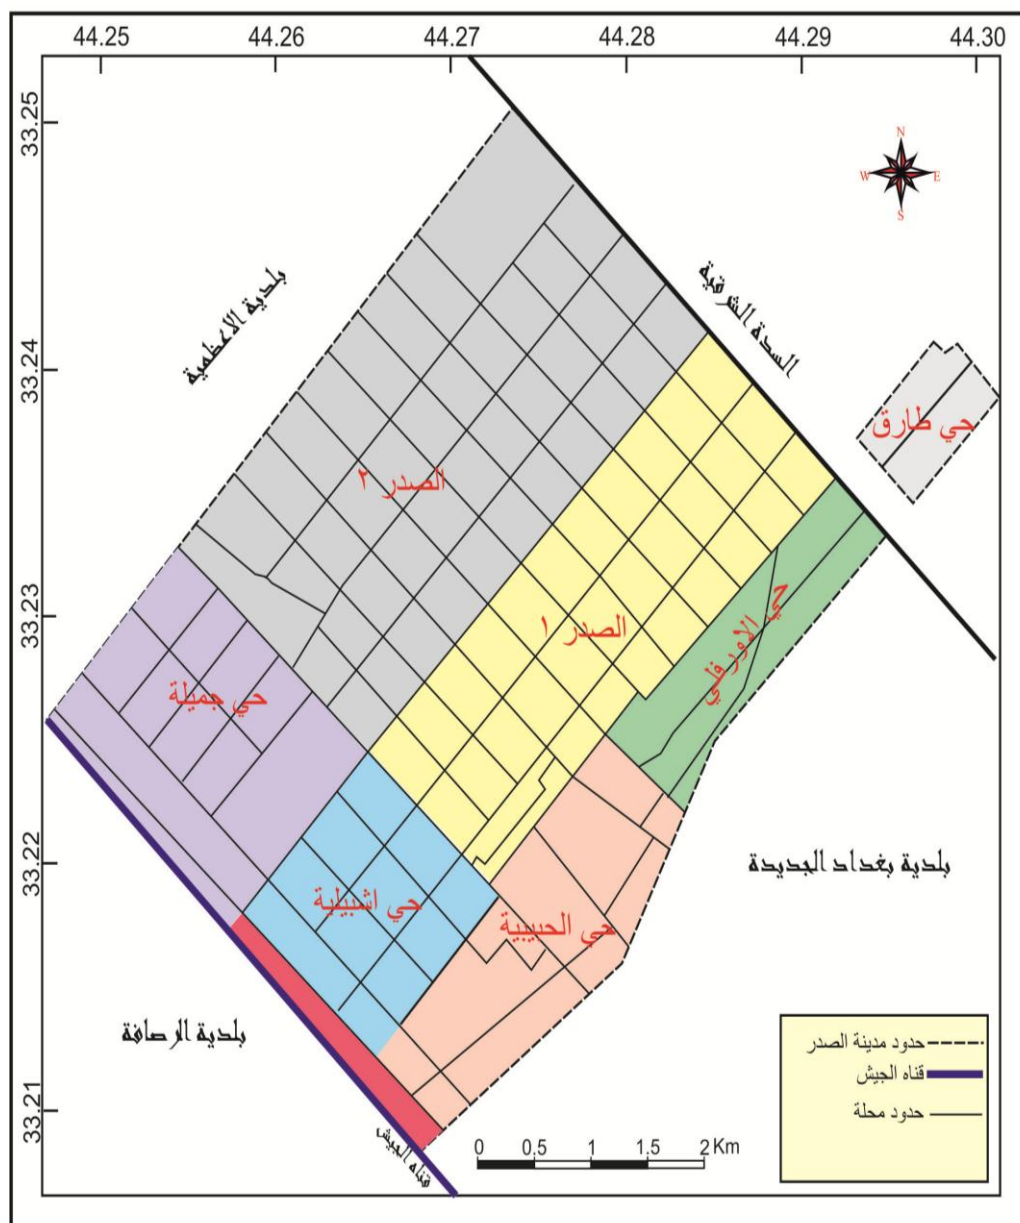 44.25 44.26 44.27 44.28 44.29 44.30
33.25
33.24
33.23
33.22
33.21
N
W E
S
بلدية الاعظمية
السدة الشرقية
حي طارق
الصدر ٢
الصدر ١
حي الاورفلي
حي جميلة
حي اشبيلية
حي الحبيبية
بلدية بغداد الجديدة
بلدية الرصافة
قناه الجيش
حدود مدينة الصدر
قناه الجيش
حدود محلة
0 0.5 1 1.5 2 Km